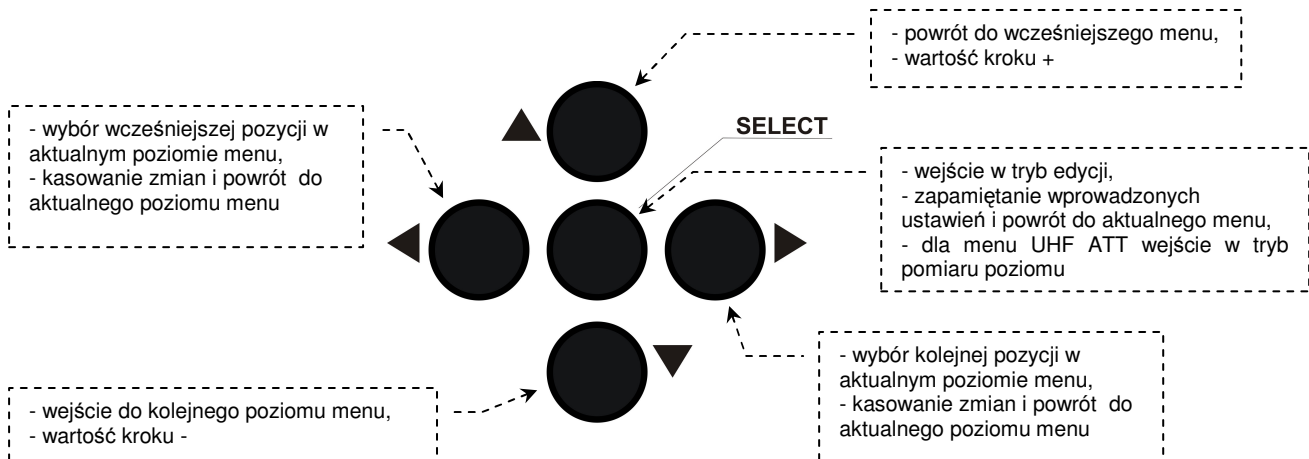 - powrót do wcześniejszego menu,
- wartość kroku +
- wybór wcześniejszej pozycji w
aktualnym poziomie menu,
- kasowanie zmian i powrót do
aktualnego poziomu menu
SELECT
- wejście w tryb edycji,
- zapamiętanie wprowadzonych
ustawień i powrót do aktualnego menu,
- dla menu UHF ATT wejście w tryb
pomiaru poziomu
- wybór kolejnej pozycji w
aktualnym poziomie menu,
- kasowanie zmian i powrót do
aktualnego poziomu menu
- wejście do kolejnego poziomu menu,
- wartość kroku -